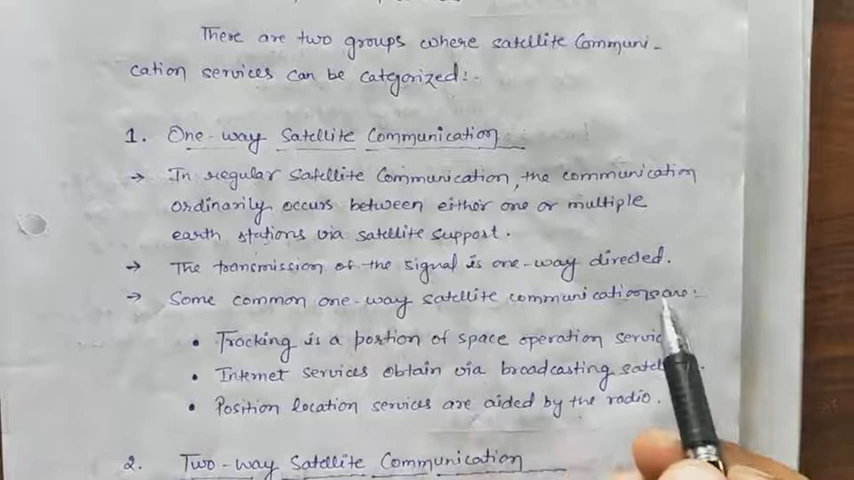 There are two groups where satellite Communi-
cation services can be categorized:-
1. One-way Satellite Communication
→ In regular Satellite Communication, the communication
ordinarily occurs between either one or multiple
earth stations via satellite support.
→ The transmission of the signal is one-way directed.
→ Some common one-way satellite communications are:-
• Tracking is a portion of space operation
• Internet services obtain via broadcasting
• Position location services are aided by the radio.
2. Two-way Satellite Communication